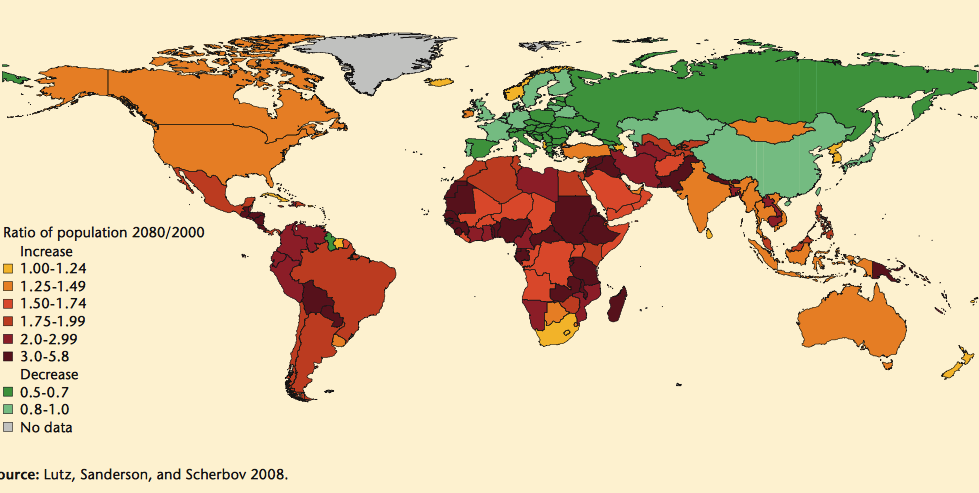 Ratio of population 2080/2000
Increase
1.00-1.24
1.25-1.49
1.50-1.74
1.75-1.99
2.0-2.99
3.0-5.8
Decrease
0.5-0.7
0.8-1.0
No data
ource: Lutz, Sanderson, and Scherbov 2008.